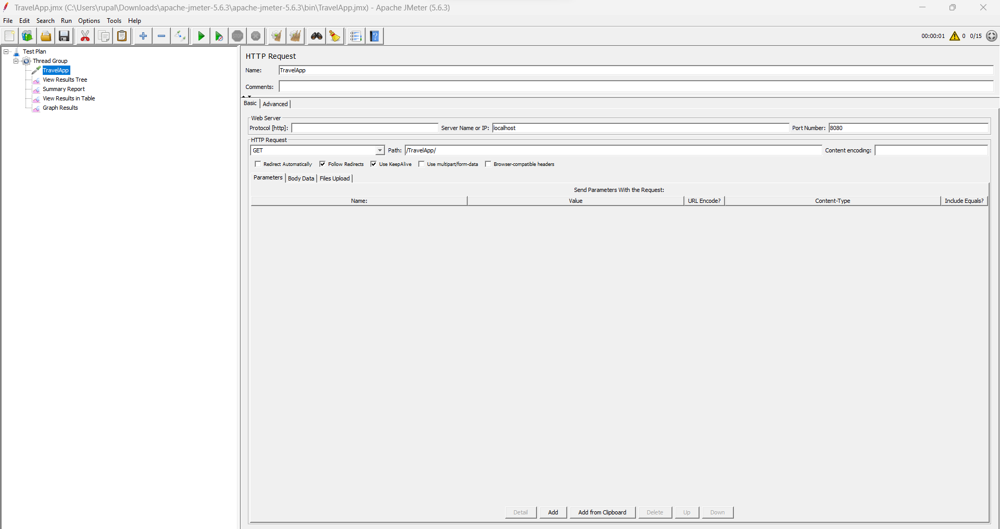 TravelApp.jmx (C:\Users\rupal\Downloads\apache-jmeter-5.6.3\apache-jmeter-5.6.3\bin\TravelApp.jmx) - Apache JMeter (5.6.3)
File Edit Search Run Options Tools Help
STOP 00:00:01 0 0/15
Test Plan
Thread Group
TravelApp
View Results Tree
Summary Report
View Results in Table
Graph Results
HTTP Request
Name: TravelApp
Comments:
Basic Advanced
Web Server
Protocol [http]: Server Name or IP: localhost Port Number: 8080
HTTP Request
GET Path: /TravelApp/ Content encoding:
Redirect Automatically Follow Redirects Use KeepAlive Use multipart/form-data Browser-compatible headers
Parameters Body Data Files Upload
Send Parameters With the Request:
Name: Value URL Encode? Content-Type Include Equals?
Detail Add Add from Clipboard Delete Up Down